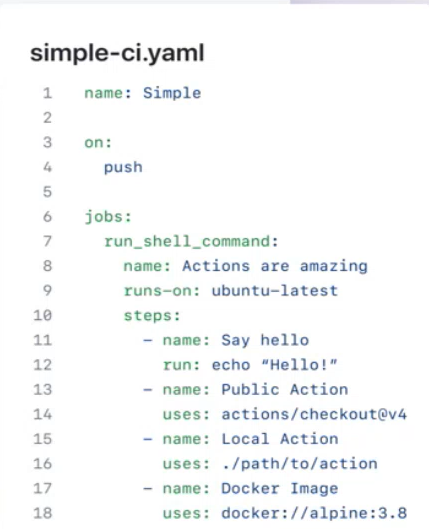 simple-ci.yaml
1 name: Simple
2
3 on:
4 push
5
6 jobs:
7 run_shell_command:
8 name: Actions are amazing
9 runs-on: ubuntu-latest
10 steps:
11 - name: Say hello
12 run: echo “Hello!”
13 - name: Public Action
14 uses: actions/checkout@v4
15 - name: Local Action
16 uses: ./path/to/action
17 - name: Docker Image
18 uses: docker://alpine:3.8